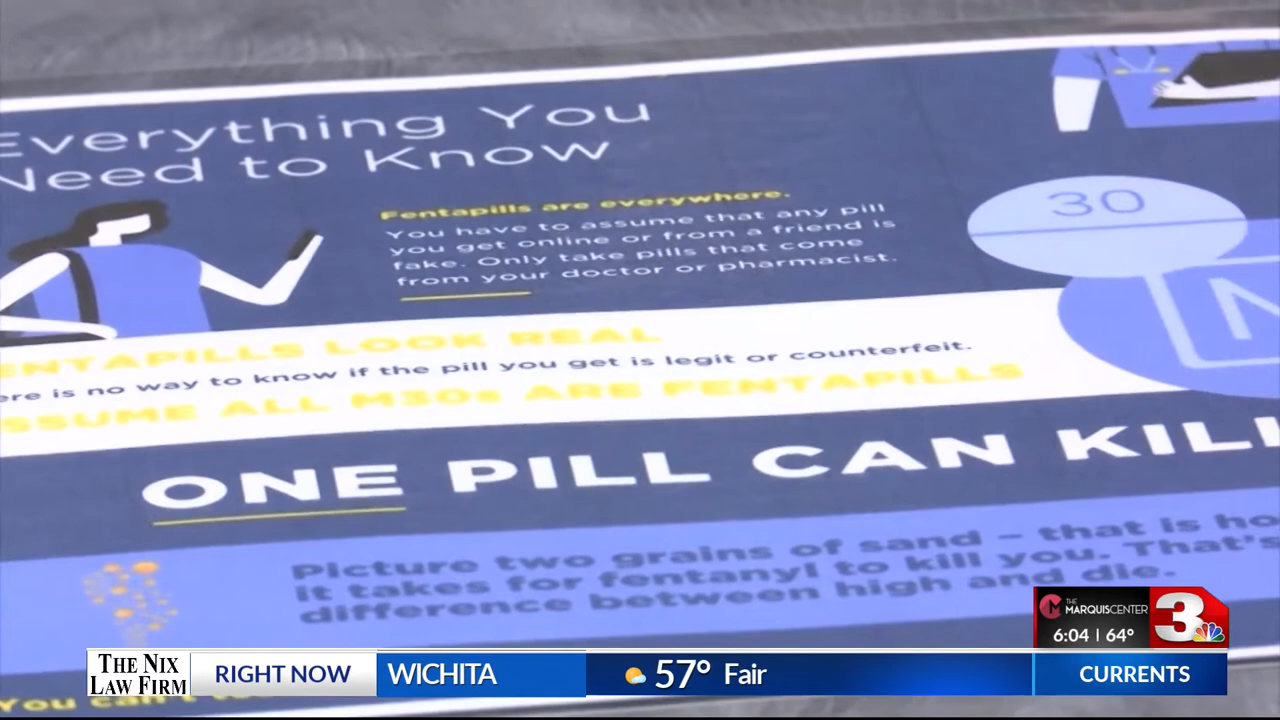 Everything You
Need to Know
Fentapills are everywhere.
You have to assume that any pill
you get online or from a friend is
fake. Only take pills that come
from your doctor or pharmacist.
30
M
ENTAPILLS LOOK REAL
ere is no way to know if the pill you get is legit or counterfeit.
SSUME ALL M30s ARE FENTAPILLS
ONE PILL CAN KILL
Picture two grains of sand – that is ho
it takes for fentanyl to kill you. That's
difference between high and die.
You can't
THE MARQUISCENTER
6:04 | 64°
3
THE NIX
LAW FIRM
RIGHT NOW
WICHITA
57° Fair
CURRENTS